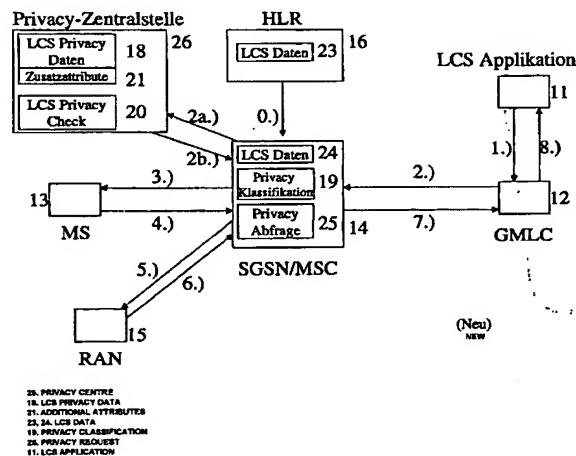 Privacy-Zentralstelle
HLR
LCS Privacy
Daten
18
26
Zusatzattribute
21
LCS Privacy
Check
20
LCS Daten
23
16
LCS Applikation
11
2a.)
0.)
2b.)
1.)
8.)
LCS Daten
24
3.)
Privacy
Klassifikation
19
2.)
13
12
MS
4.)
Privacy
Abfrage
25
14
7.)
GMLC
5.)
6.)
SGSN/MSC
15
RAN
(Neu)
NEW
26. PRIVACY CENTRE
18. LCS PRIVACY DATA
21. ADDITIONAL ATTRIBUTES
23, 24. LCS DATA
19. PRIVACY CLASSIFICATION
PRIVACY REQUEST
11. LCS APPLICATION